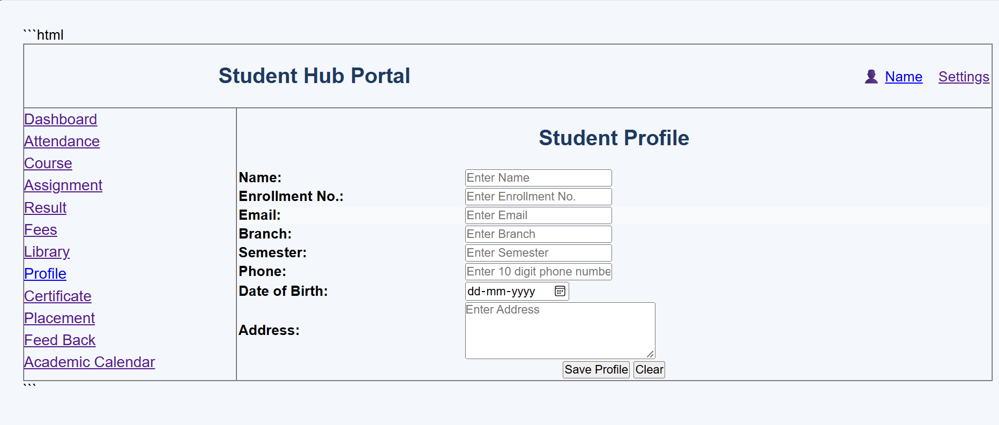 ```html
Student Hub Portal
Name Settings
Dashboard
Attendance
Course
Assignment
Result
Fees
Library
Profile
Certificate
Placement
Feed Back
Academic Calendar
Student Profile
Name: Enter Name
Enrollment No.: Enter Enrollment No.
Email: Enter Email
Branch: Enter Branch
Semester: Enter Semester
Phone: Enter 10 digit phone numbe
Date of Birth: dd-mm-yyyy
Address: Enter Address
Save Profile Clear
```